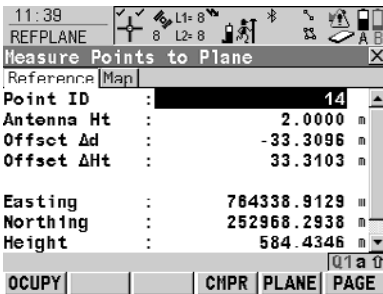 11:39
REFPLANE
L1= 8
8 L2= 8
A B
Measure Points to Plane X
Reference Map
Point ID : 14
Antenna Ht : 2.0000 m
Offset Δd : -33.3096 m
Offset ΔHt : 33.3103 m
Easting : 764338.9129 m
Northing : 252968.2938 m
Height : 584.4346 m
Q1 a ⇧
OCUPY CMPR PLANE PAGE